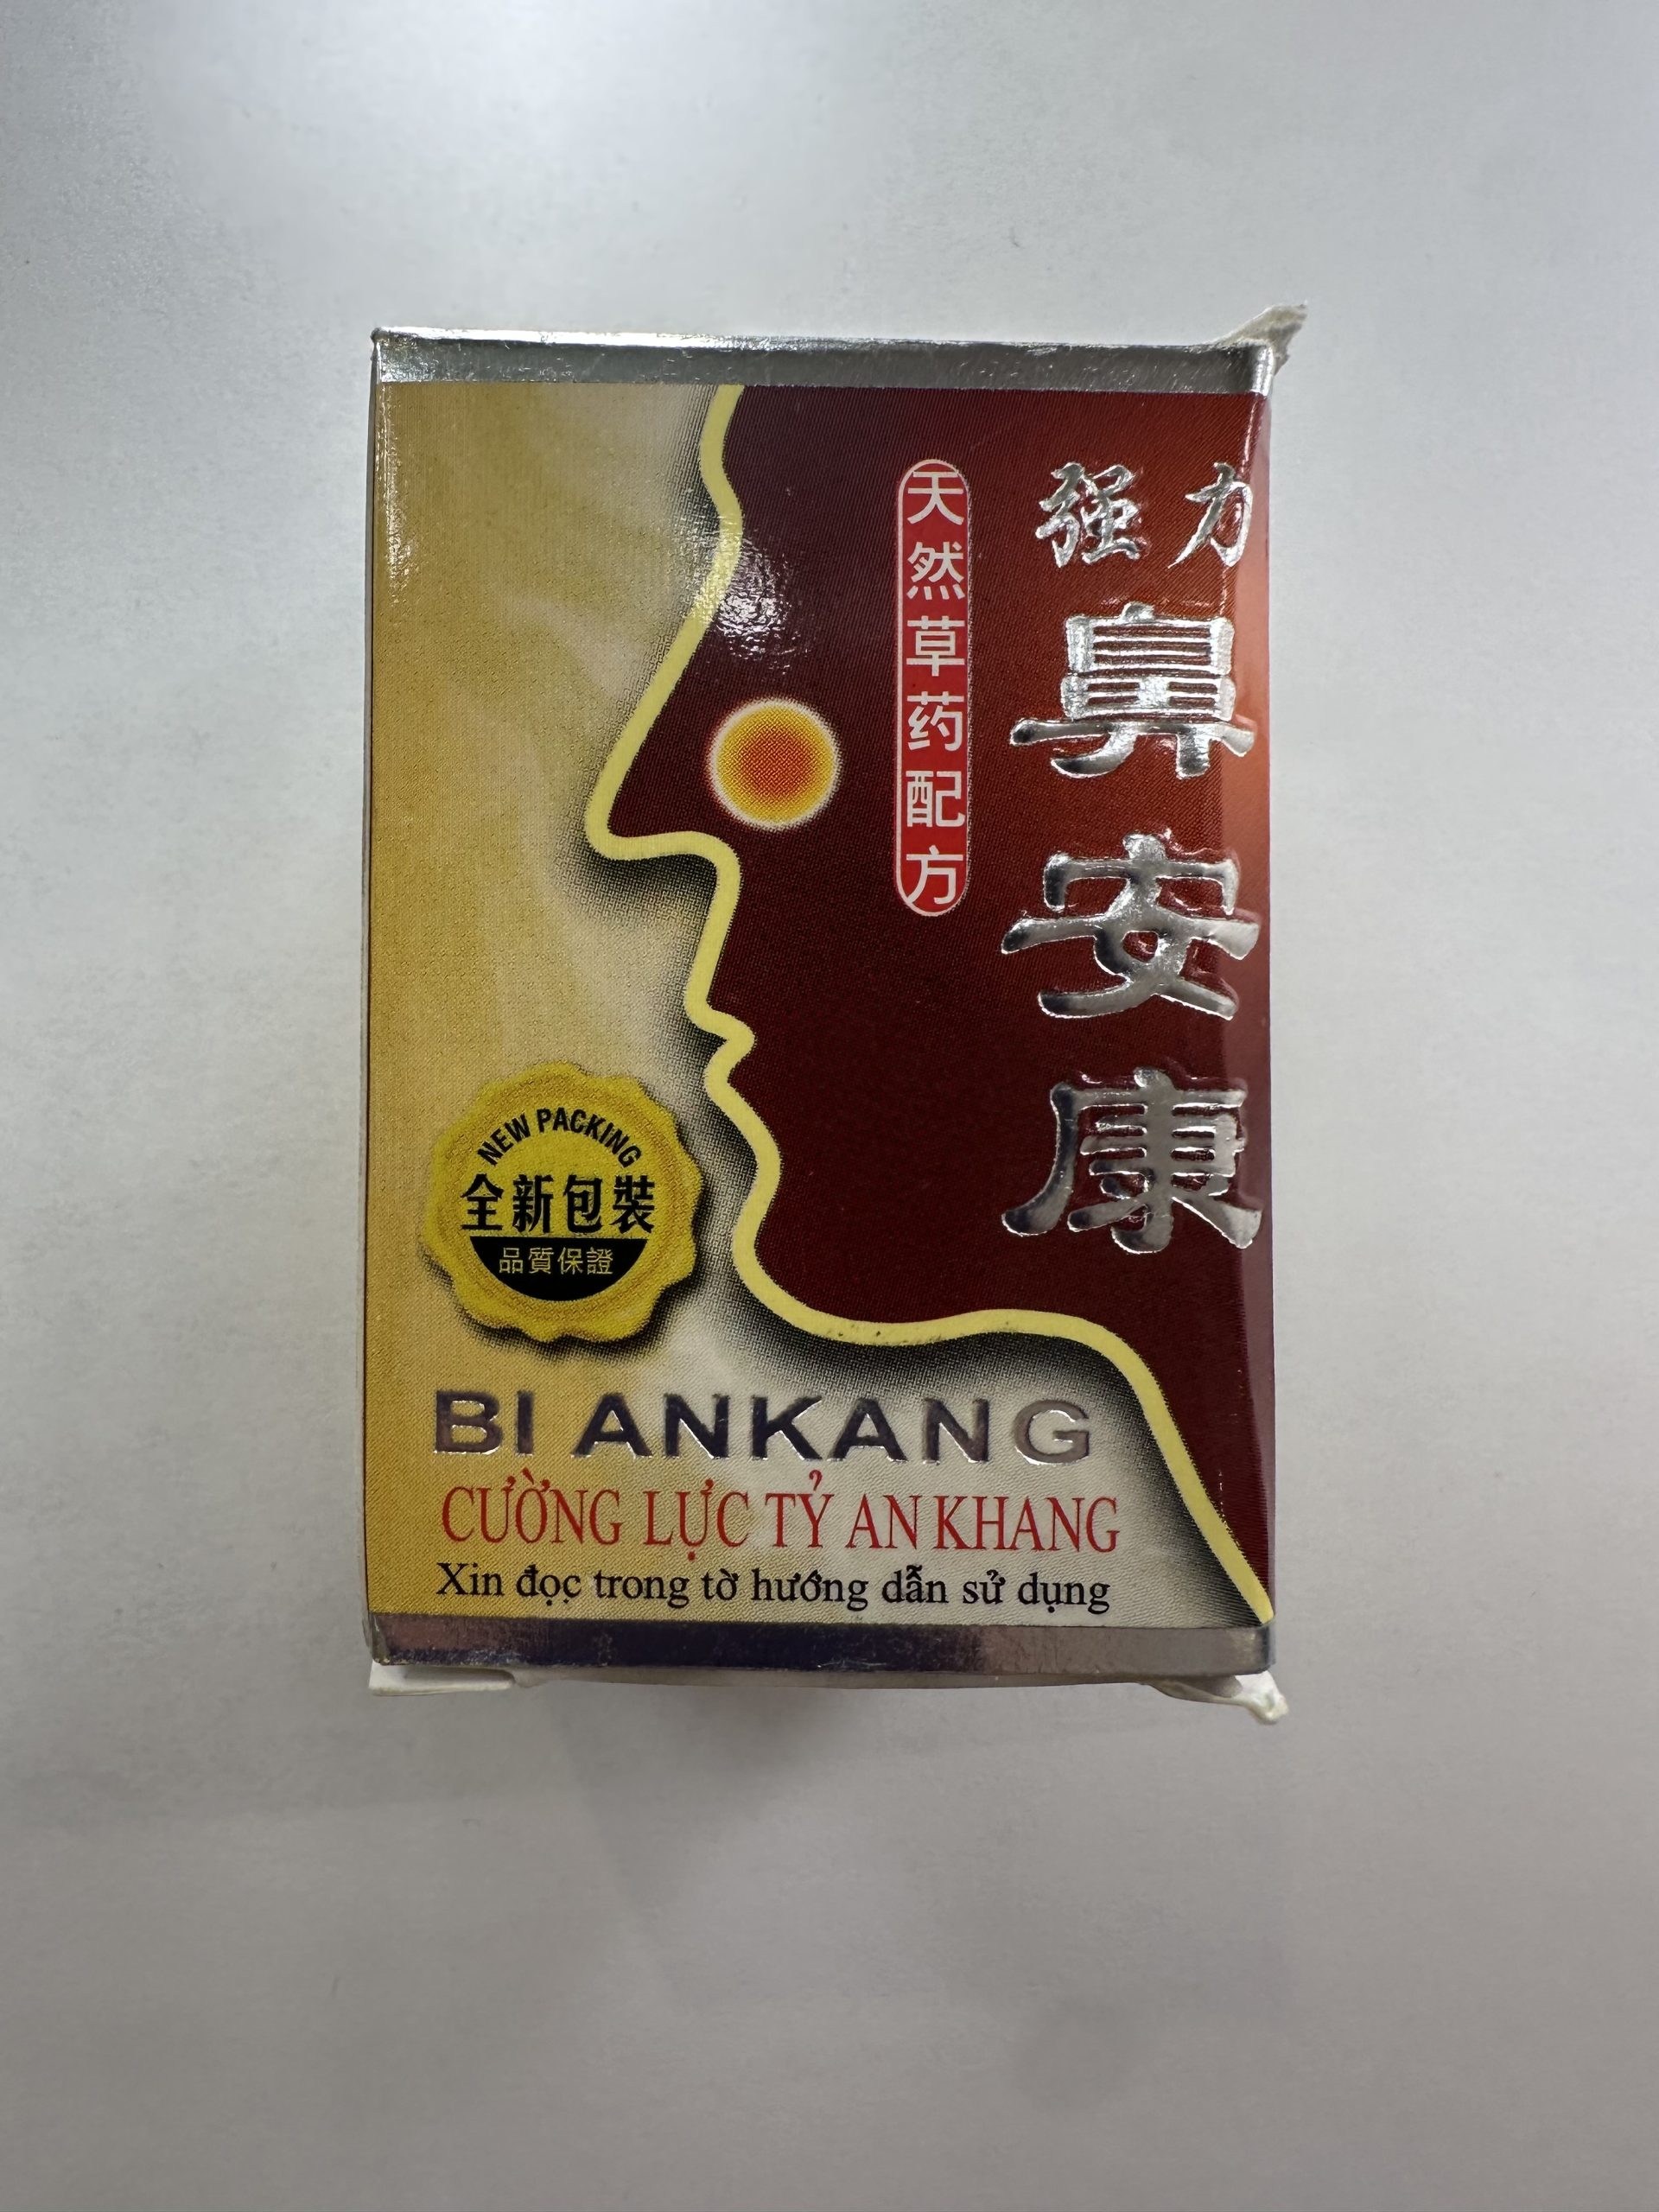 强力
鼻安康
天然草药配方
NEW PACKING
全新包裝
品質保證
BI ANKANG
CƯỜNG LỰC TỶ AN KHANG
Xin đọc trong tờ hướng dẫn sử dụng